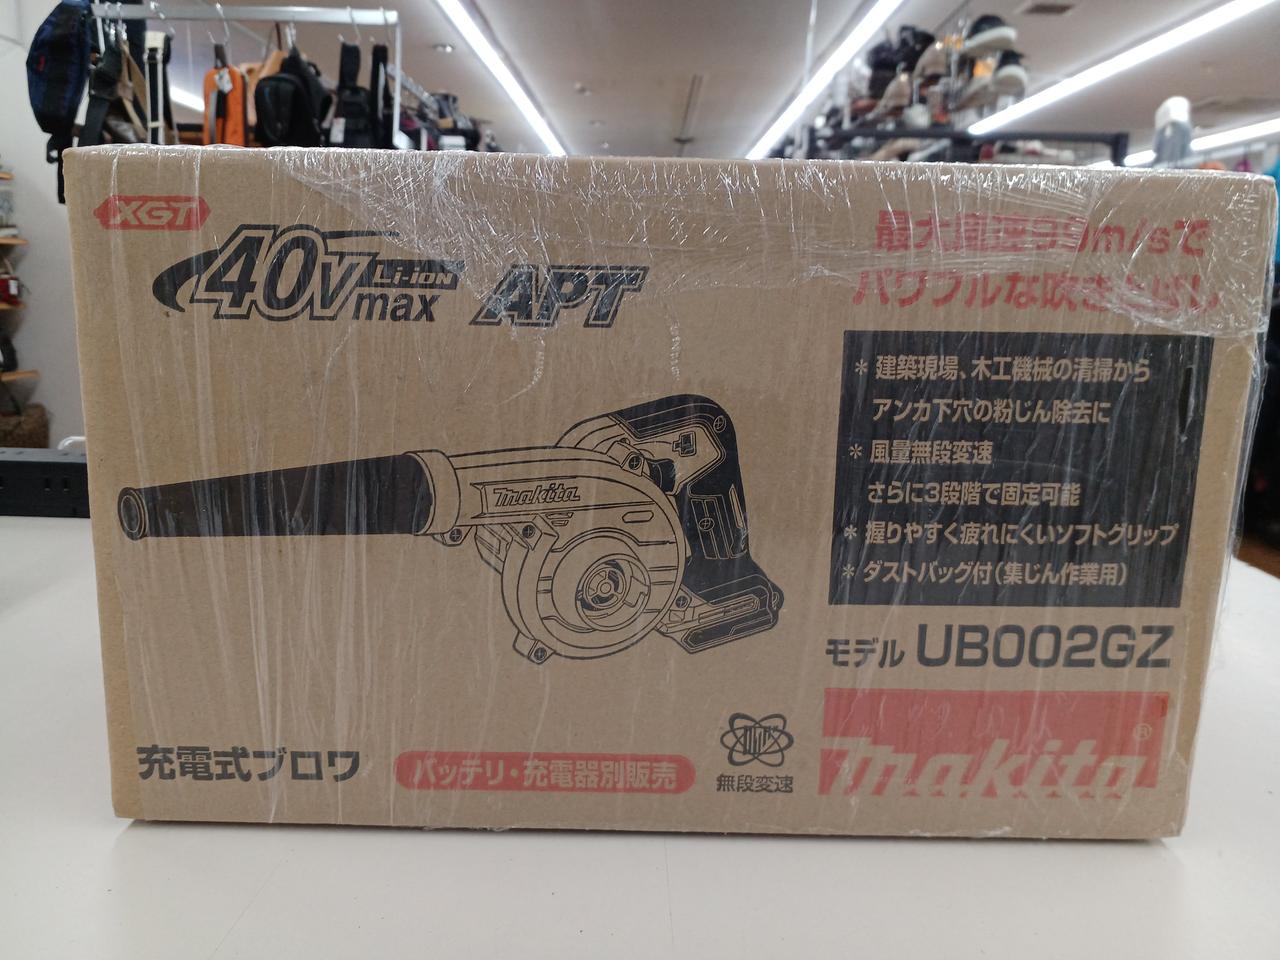 XGT
40Vmax Li-ion APT
最大風速99m/sで
パワフルな吹きとばし
＊建築現場、木工機械の清掃から
アンカ下穴の粉じん除去に
＊風量無段変速
さらに3段階で固定可能
＊握りやすく疲れにくいソフトグリップ
＊ダストバッグ付(集じん作業用)
makita
モデル UB002GZ
充電式ブロワ
バッテリ・充電器別販売
無段変速
makita®